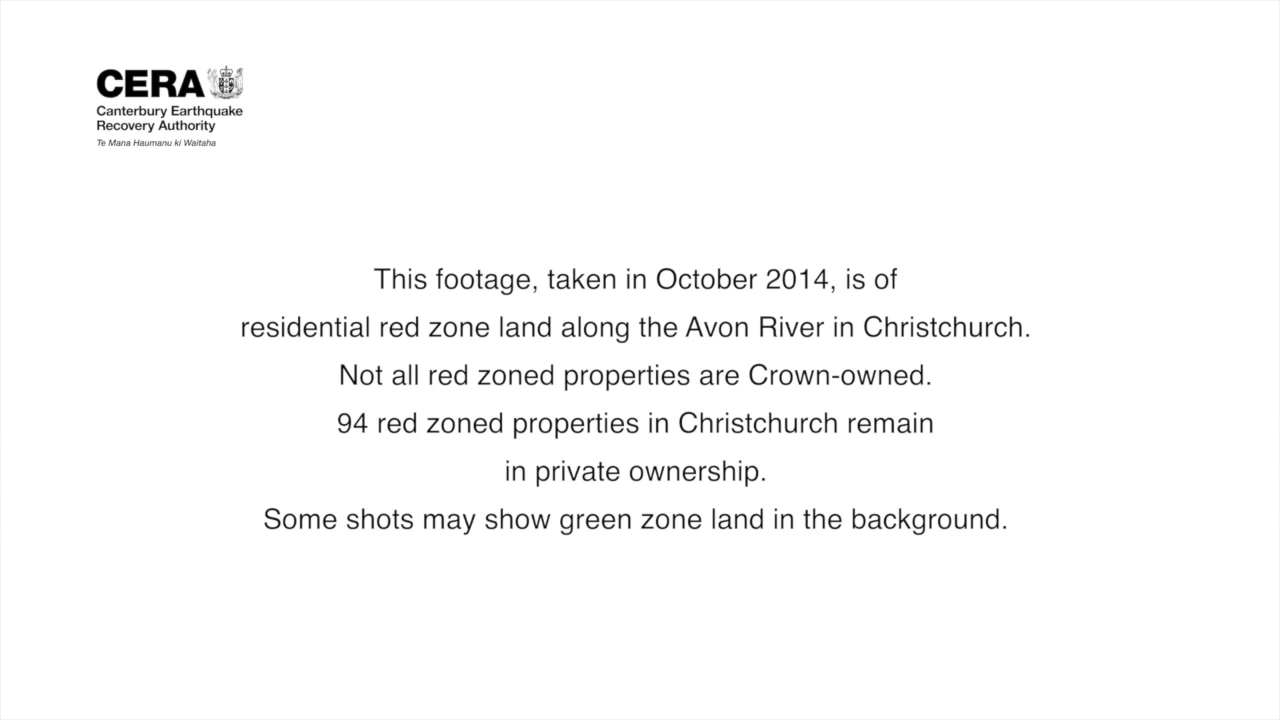 CERA
Canterbury Earthquake
Recovery Authority
Te Mana Haumanu ki Waitaha
This footage, taken in October 2014, is of
residential red zone land along the Avon River in Christchurch.
Not all red zoned properties are Crown-owned.
94 red zoned properties in Christchurch remain
in private ownership.
Some shots may show green zone land in the background.